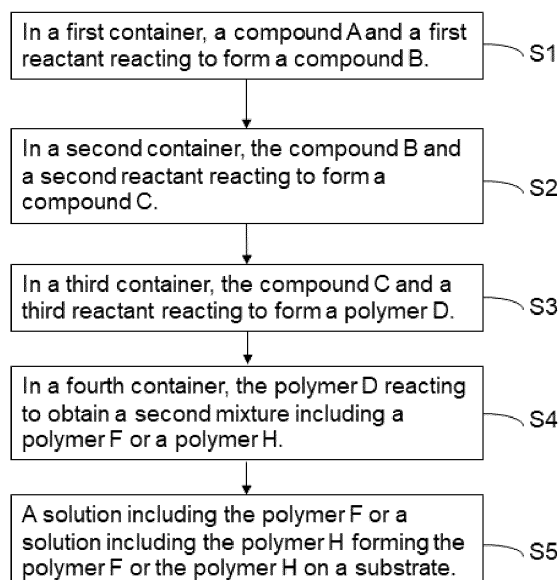 In a first container, a compound A and a first
reactant reacting to form a compound B.
S1
In a second container, the compound B and
a second reactant reacting to form a
compound C.
S2
In a third container, the compound C and a
third reactant reacting to form a polymer D.
S3
In a fourth container, the polymer D reacting
to obtain a second mixture including a
polymer F or a polymer H.
S4
A solution including the polymer F or a
solution including the polymer H forming the
polymer F or the polymer H on a substrate.
S5